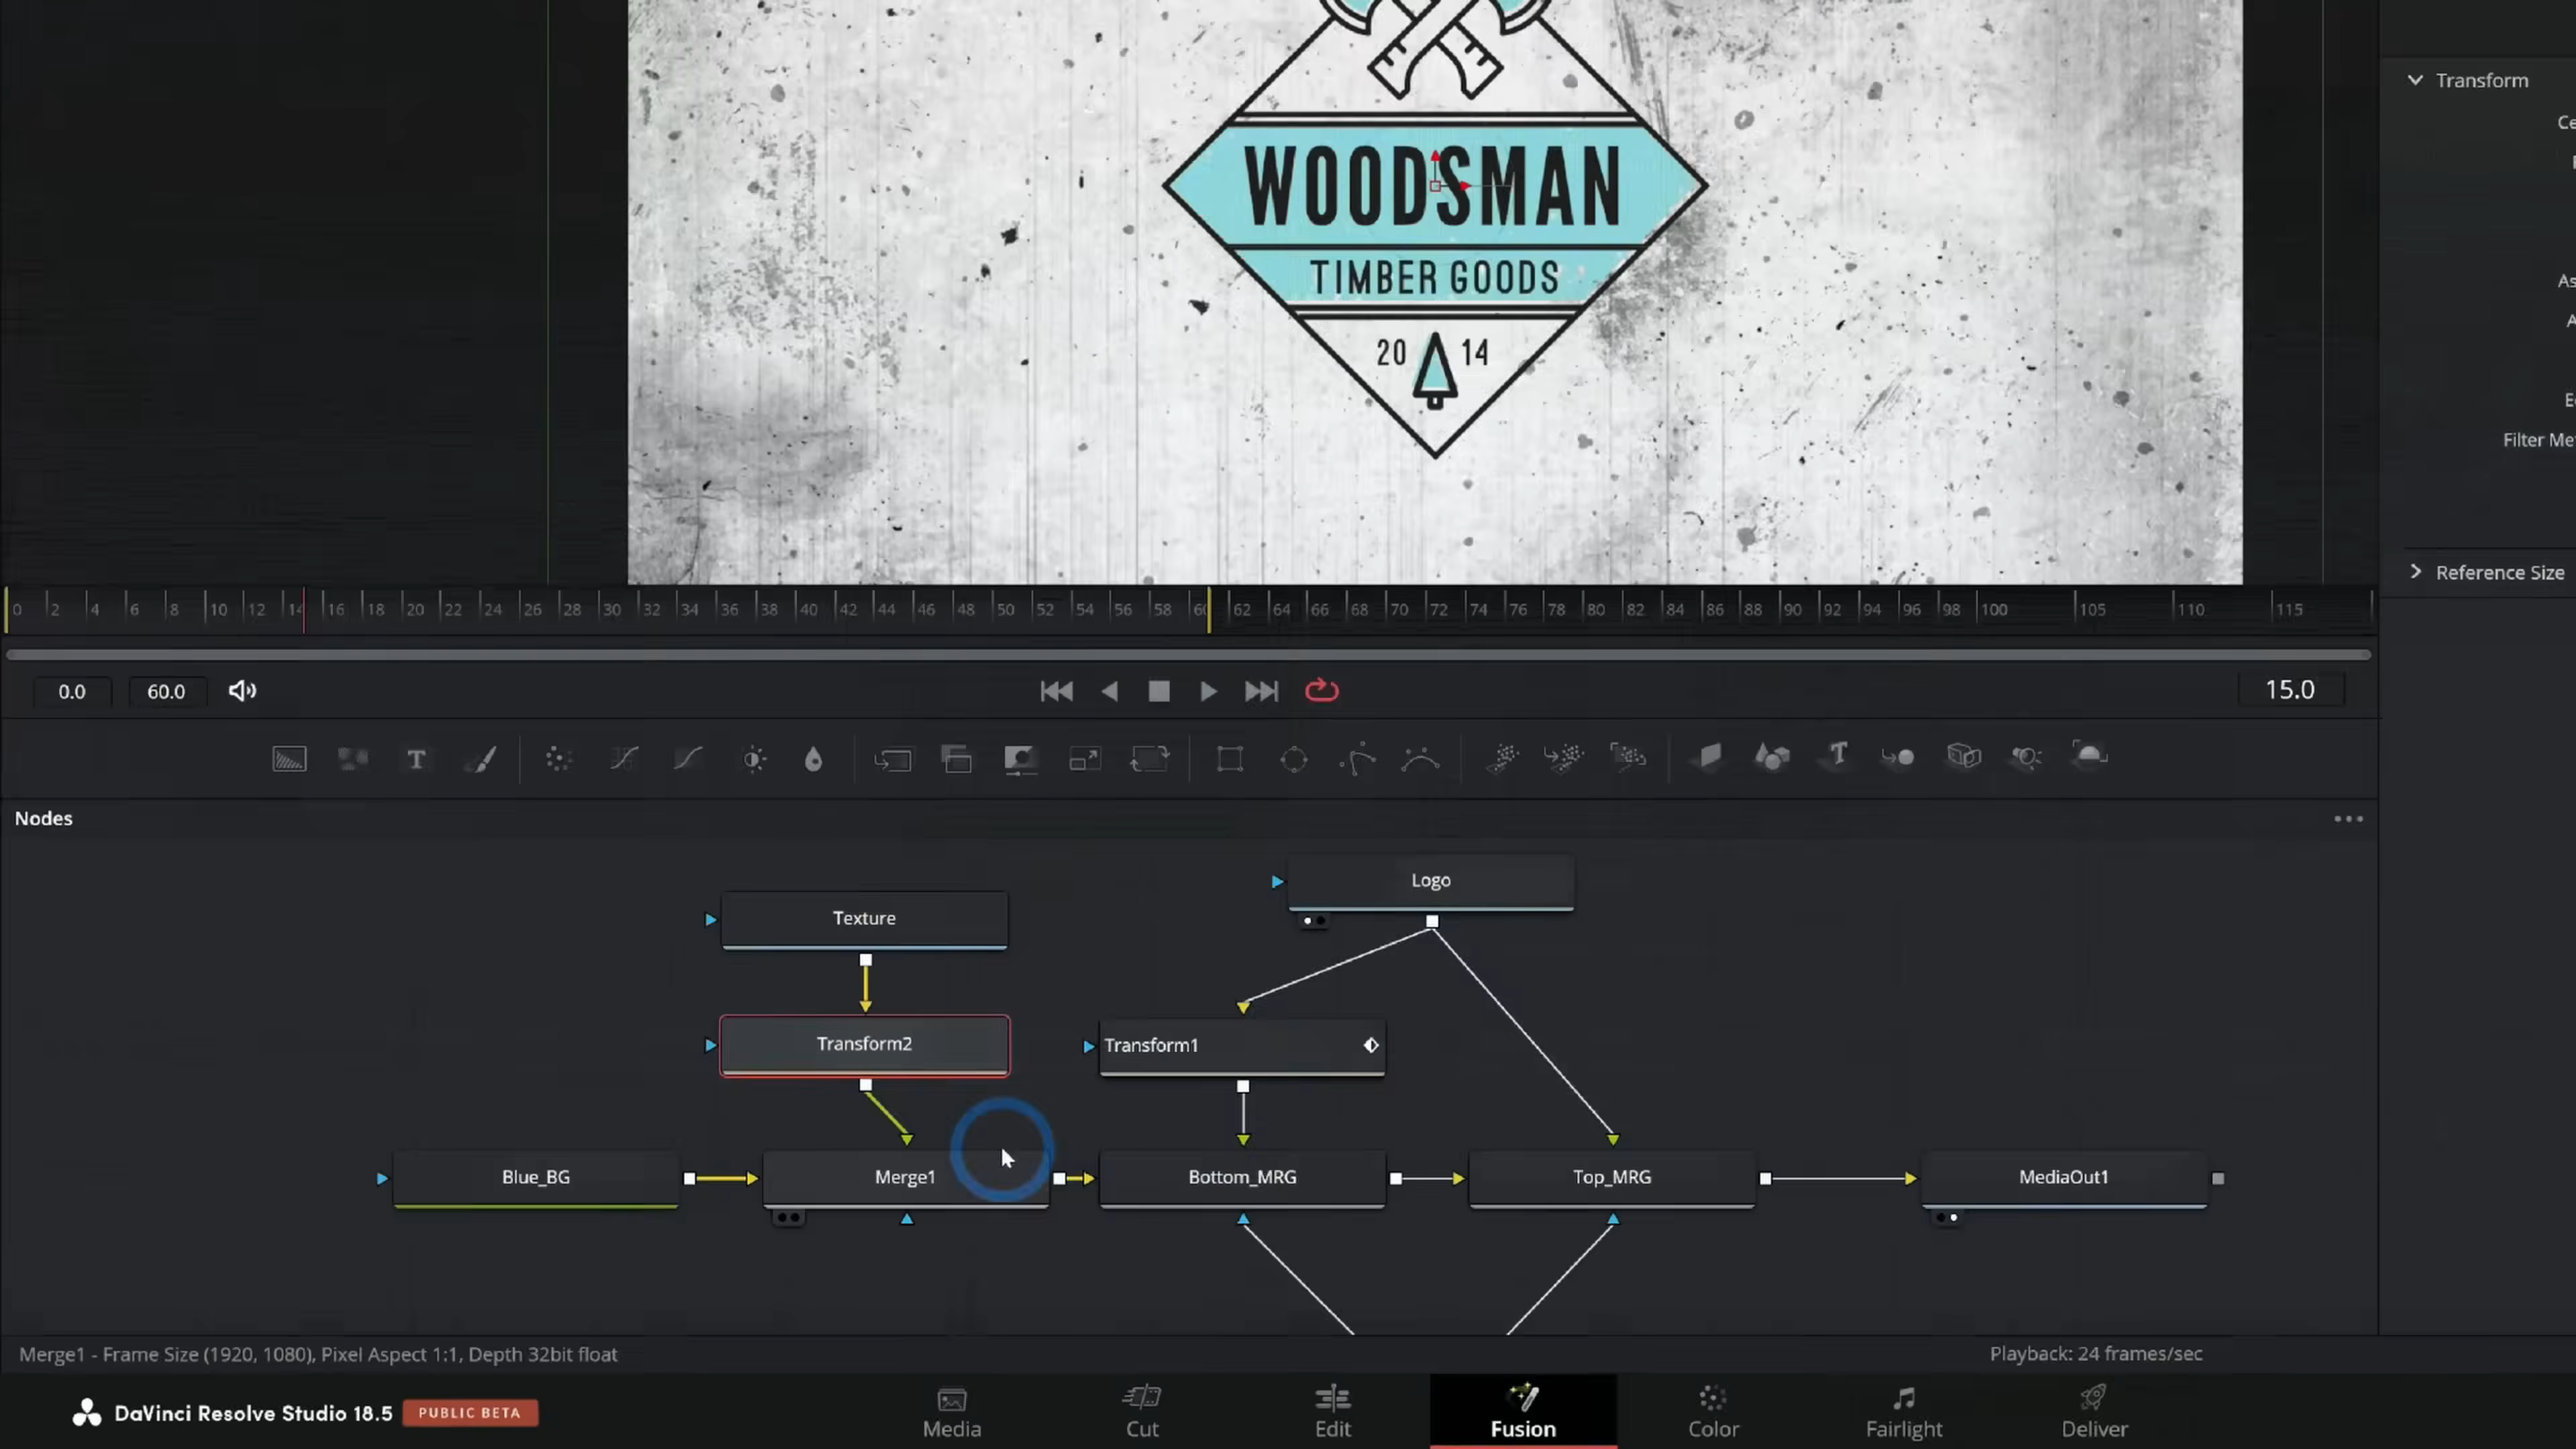 WOODSMAN
TIMBER GOODS
20 14
Transform
Filter Me
Reference Size
0 2 4 6 8 10 12 14 16 18 20 22 24 26 28 30 32 34 36 38 40 42 44 46 48 50 52 54 56 58 60 62 64 66 68 70 72 74 76 78 80 82 84 86 88 90 92 94 96 98 100 105 110 115
0.0 60.0 15.0
Nodes
Logo
Texture
Transform2
Transform1
Blue_BG
Merge1
Bottom_MRG
Top_MRG
MediaOut1
Merge1 - Frame Size (1920, 1080), Pixel Aspect 1:1, Depth 32bit float
Playback: 24 frames/sec
DaVinci Resolve Studio 18.5 PUBLIC BETA
Media Cut Edit Fusion Color Fairlight Deliver